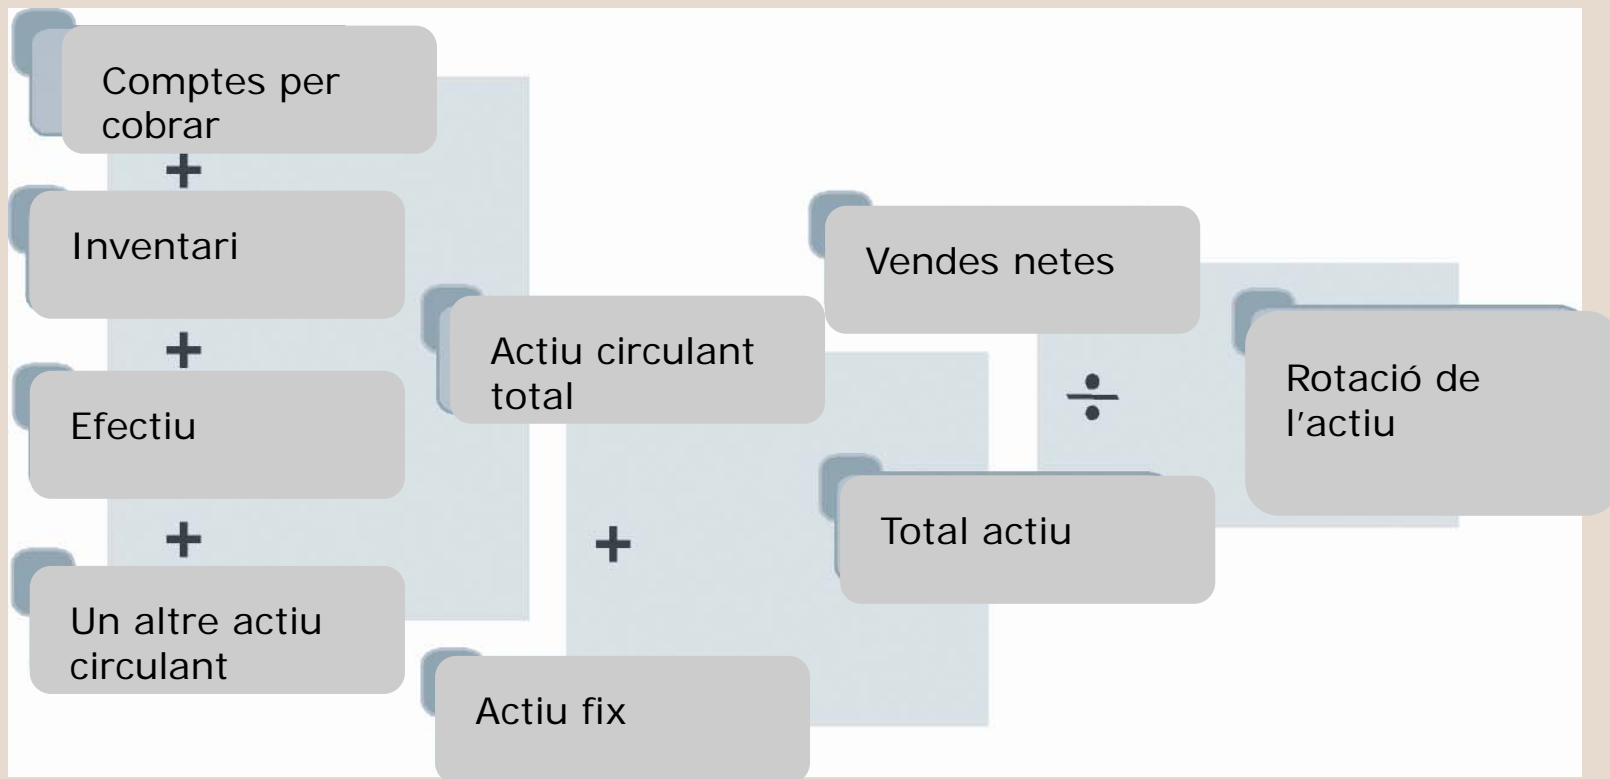 Comptes per
cobrar
+
Inventari
+
Efectiu
+
Un altre actiu
circulant
Actiu circulant
total
+
Actiu fix
Vendes netes
÷
Total actiu
Rotació de
l’actiu